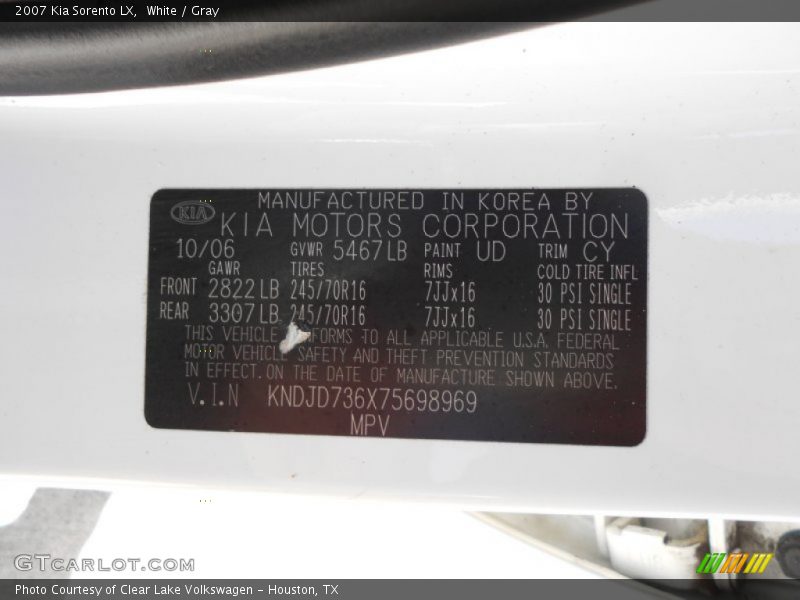 2007 Kia Sorento LX,  White / Gray
MANUFACTURED IN KOREA BY
KIA KIA MOTORS CORPORATION
10/06 GVWR 5467LB PAINT UD TRIM CY
GAWR TIRES RIMS COLD TIRE INFL
FRONT 2822LB 245/70R16 7JJx16 30 PSI SINGLE
REAR 3307LB 245/70R16 7JJx16 30 PSI SINGLE
THIS VEHICLE FORMS TO ALL APPLICABLE U.S.A. FEDERAL
MOTOR VEHICLE SAFETY AND THEFT PREVENTION STANDARDS
IN EFFECT.ON THE DATE OF MANUFACTURE SHOWN ABOVE.
V.I.N KNDJD736X75698969
MPV
GTCARLOT.COM
Photo Courtesy of Clear Lake Volkswagen – Houston, TX